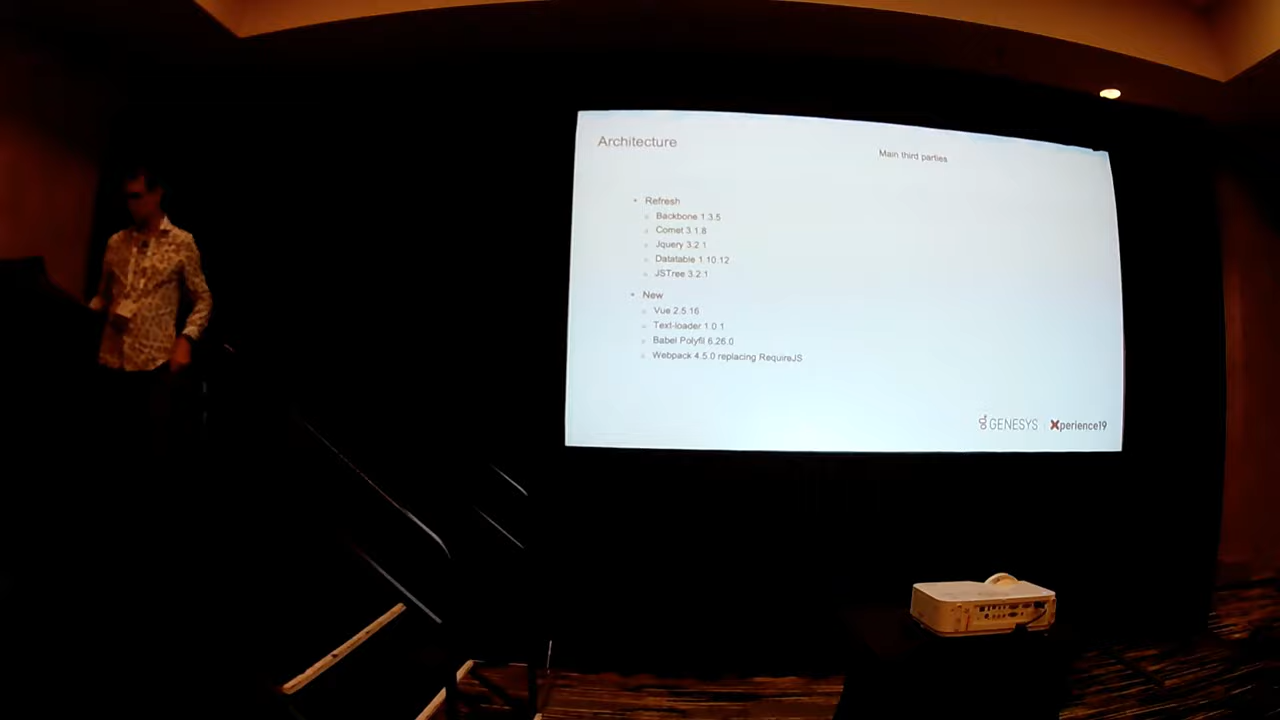 Architecture
Main third parties
Refresh
Backbone 1.3.5
Comet 3.1.8
Jquery 3.2.1
Datatable 1.10.12
JSTree 3.2.1
New
Vue 2.5.16
Text-loader 1.0.1
Babel Polyfil 6.26.0
Webpack 4.5.0 replacing RequireJS
GENESYS | Xperience19